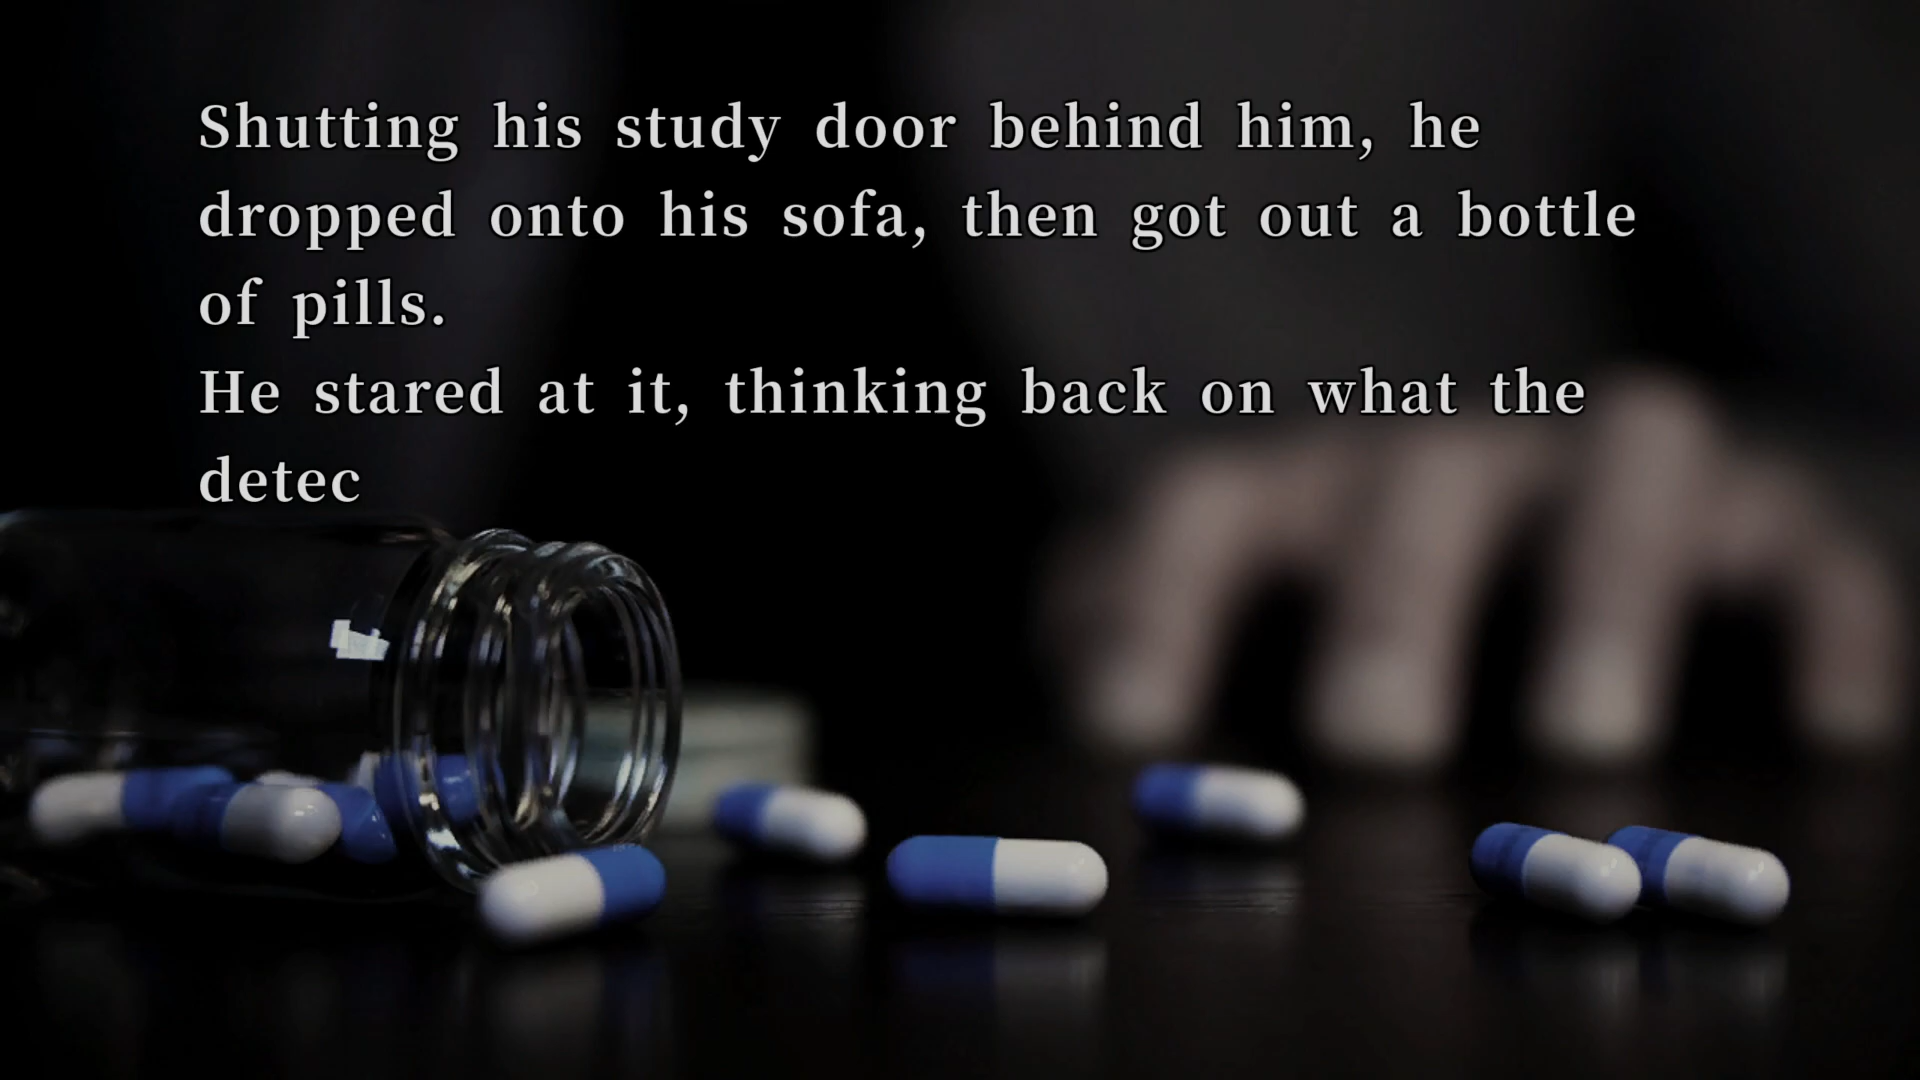 Shutting his study door behind him, he
dropped onto his sofa, then got out a bottle
of pills.
He stared at it, thinking back on what the
detec